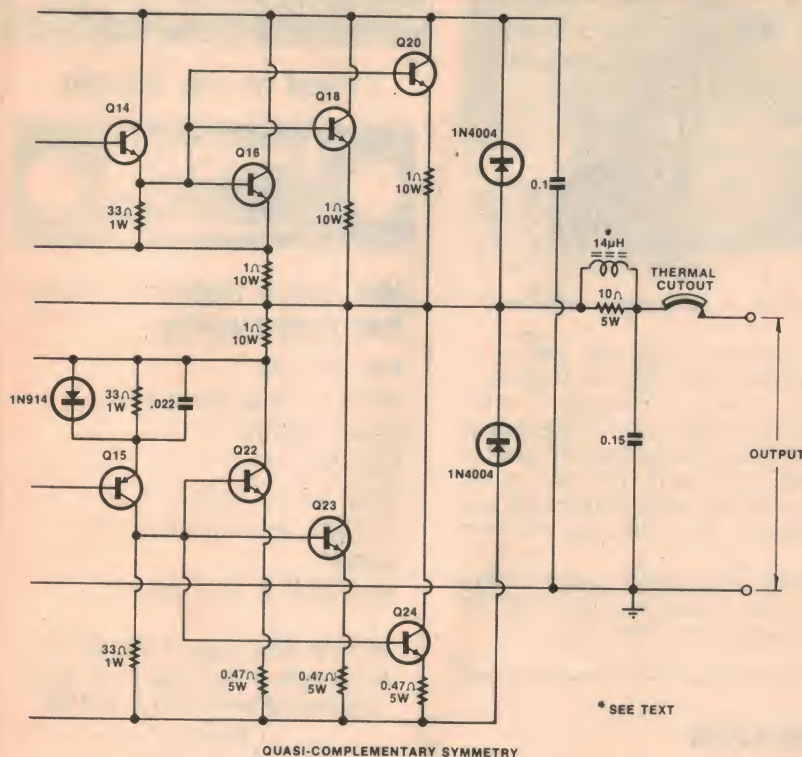 Q20
Q14
Q18
1N4004
Q16
1Ω
10W
0.1
33Ω
1W
1Ω
10W
*
14µH
THERMAL
CUTOUT
1Ω
10W
10Ω
5W
1Ω
10W
1N914
33Ω
1W
.022
0.15
OUTPUT
Q15
Q22
1N4004
Q23
Q24
33Ω
1W
0.47Ω
5W
0.47Ω
5W
0.47Ω
5W
* SEE TEXT
QUASI-COMPLEMENTARY SYMMETRY